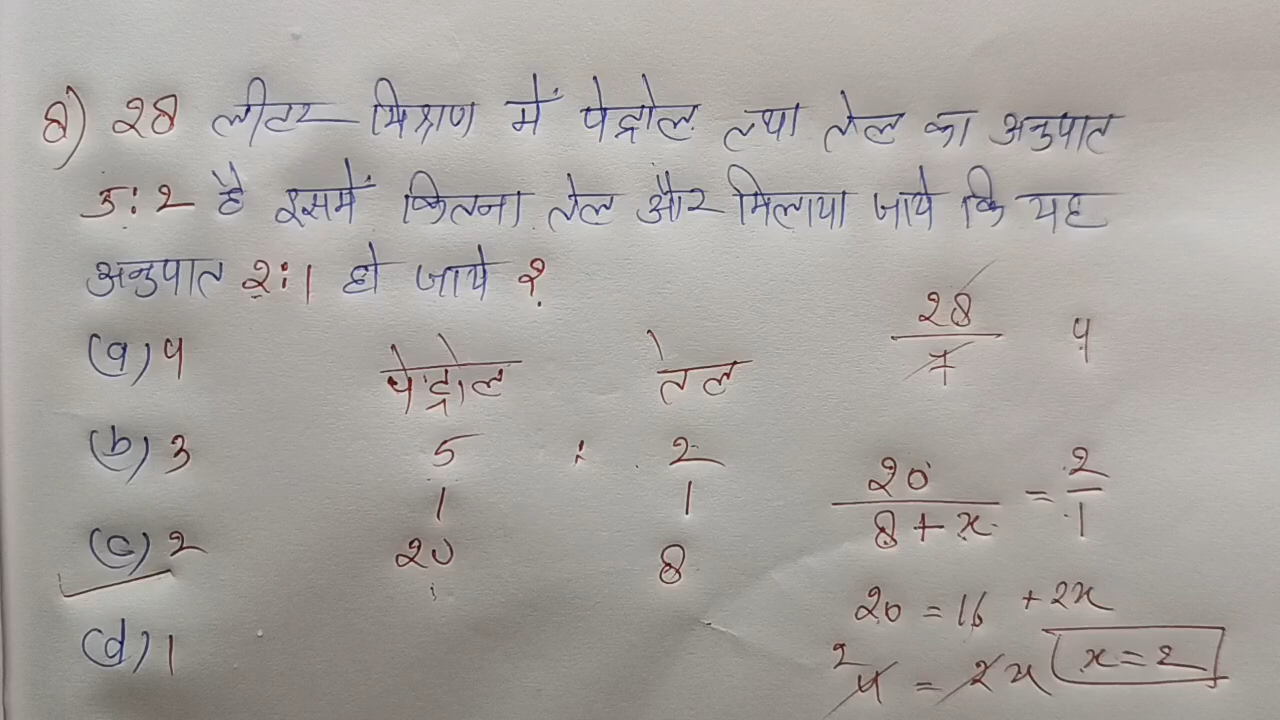 8) 28 लीटर मिश्रण में पेट्रोल तथा तेल का अनुपात
5:2 है इसमें कितना तेल और मिलाया जाये कि यह
अनुपात 2:1 हो जाये ?
(a) 4
(b) 3
(c) 2
(d) 1
पेट्रोल तेल
5 : 2
1 1
20 8
28/7 4
20/(8+x) = 2/1
20 = 16 + 2x
2
4 = 2x x=2